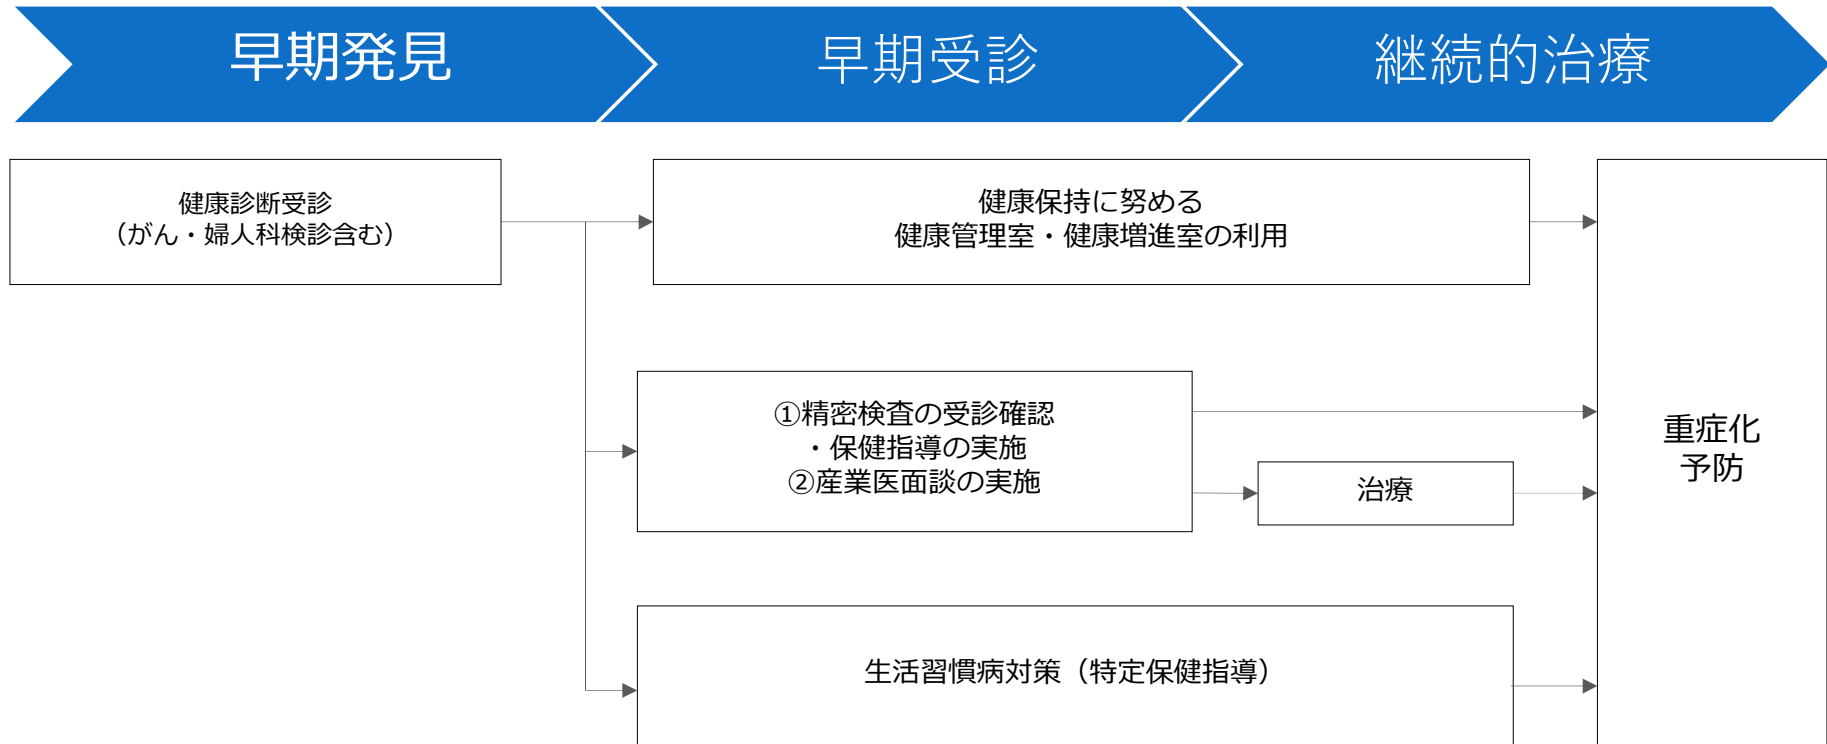 早期発見
早期受診
継続的治療
健康診断受診
（がん・婦人科検診含む）
健康保持に努める
健康管理室・健康増進室の利用
①精密検査の受診確認
・保健指導の実施
②産業医面談の実施
治療
重症化
予防
生活習慣病対策（特定保健指導）